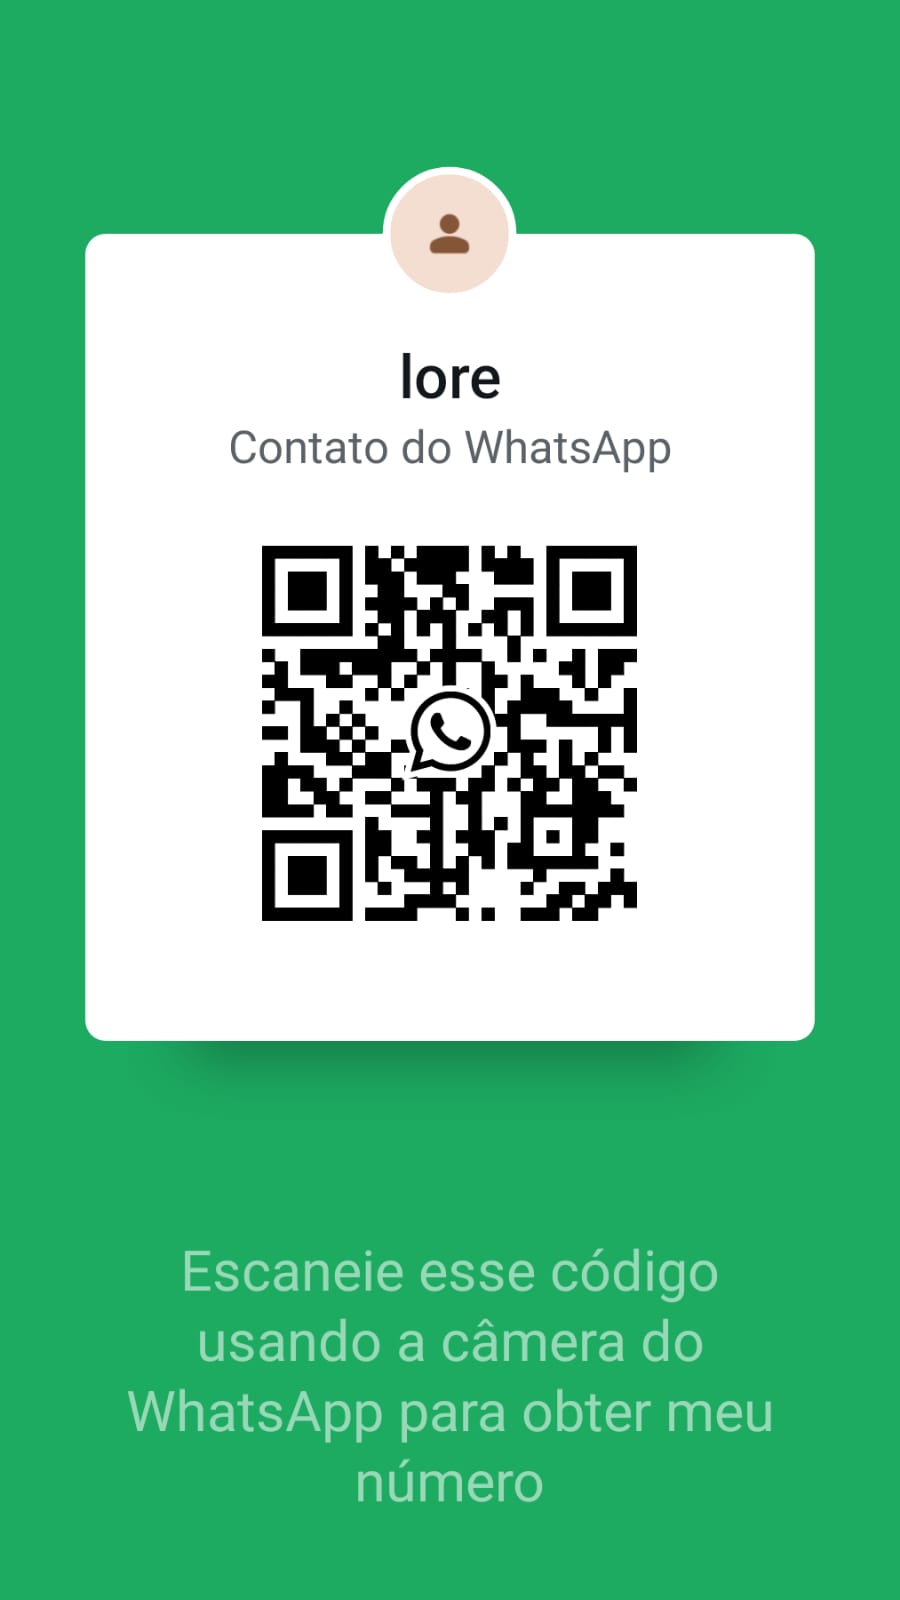 lore
Contato do WhatsApp
Escaneie esse código
usando a câmera do
WhatsApp para obter meu
número